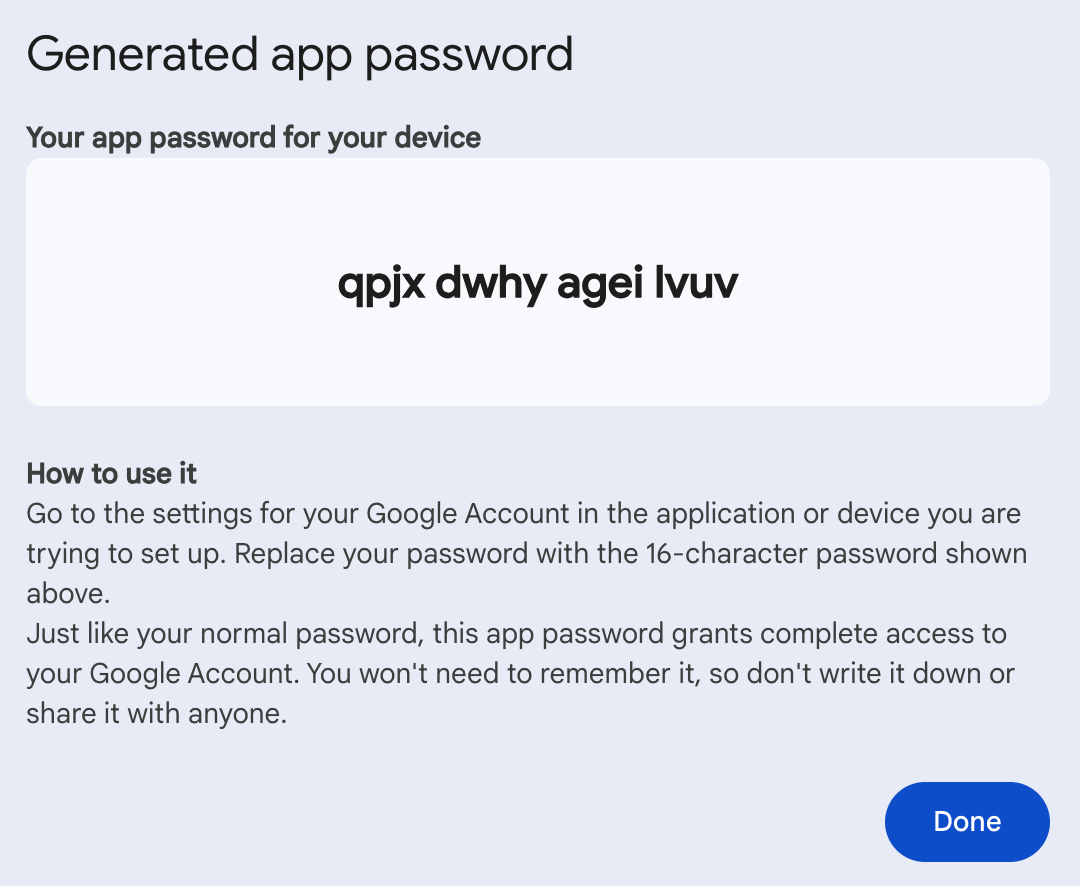 Generated app password
Your app password for your device
qpjx dwhy agei lvuv
How to use it
Go to the settings for your Google Account in the application or device you are
trying to set up. Replace your password with the 16-character password shown
above.
Just like your normal password, this app password grants complete access to
your Google Account. You won't need to remember it, so don't write it down or
share it with anyone.
Done